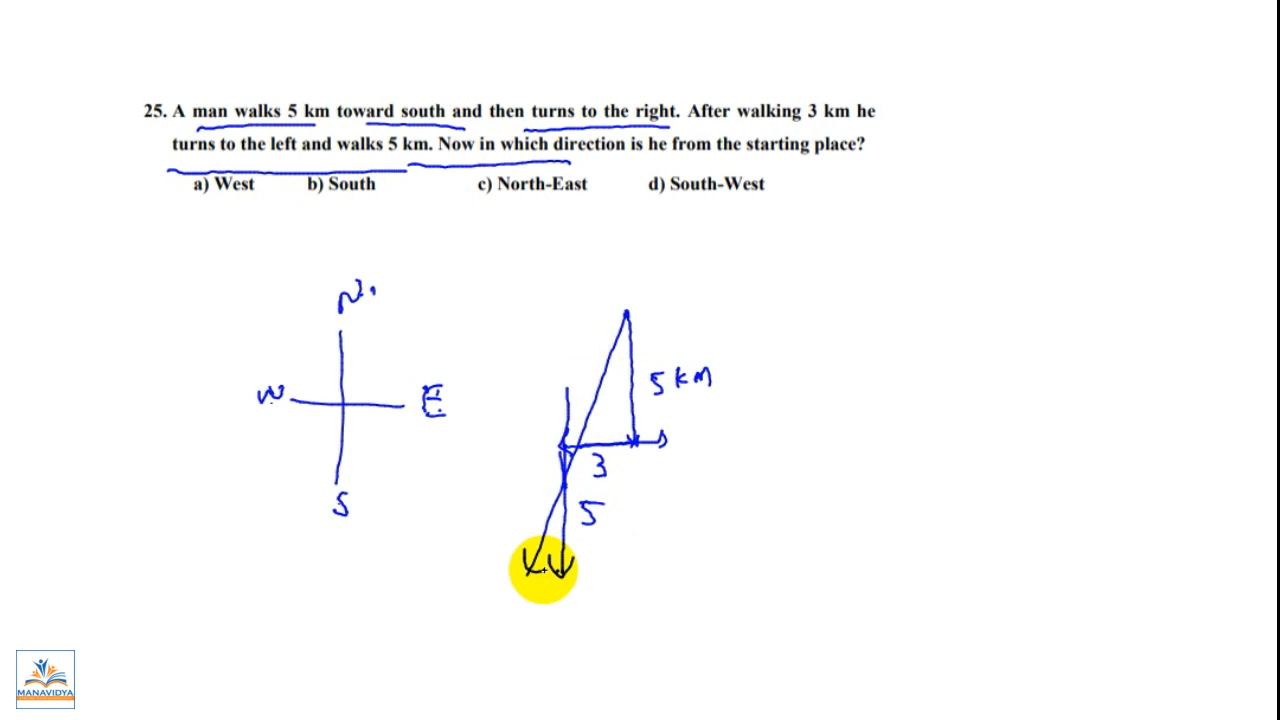 25. A man walks 5 km toward south and then turns to the right. After walking 3 km he
turns to the left and walks 5 km. Now in which direction is he from the starting place?
a) West b) South c) North-East d) South-West
N
W E
S
5 KM
3
5
MANAVIDYA